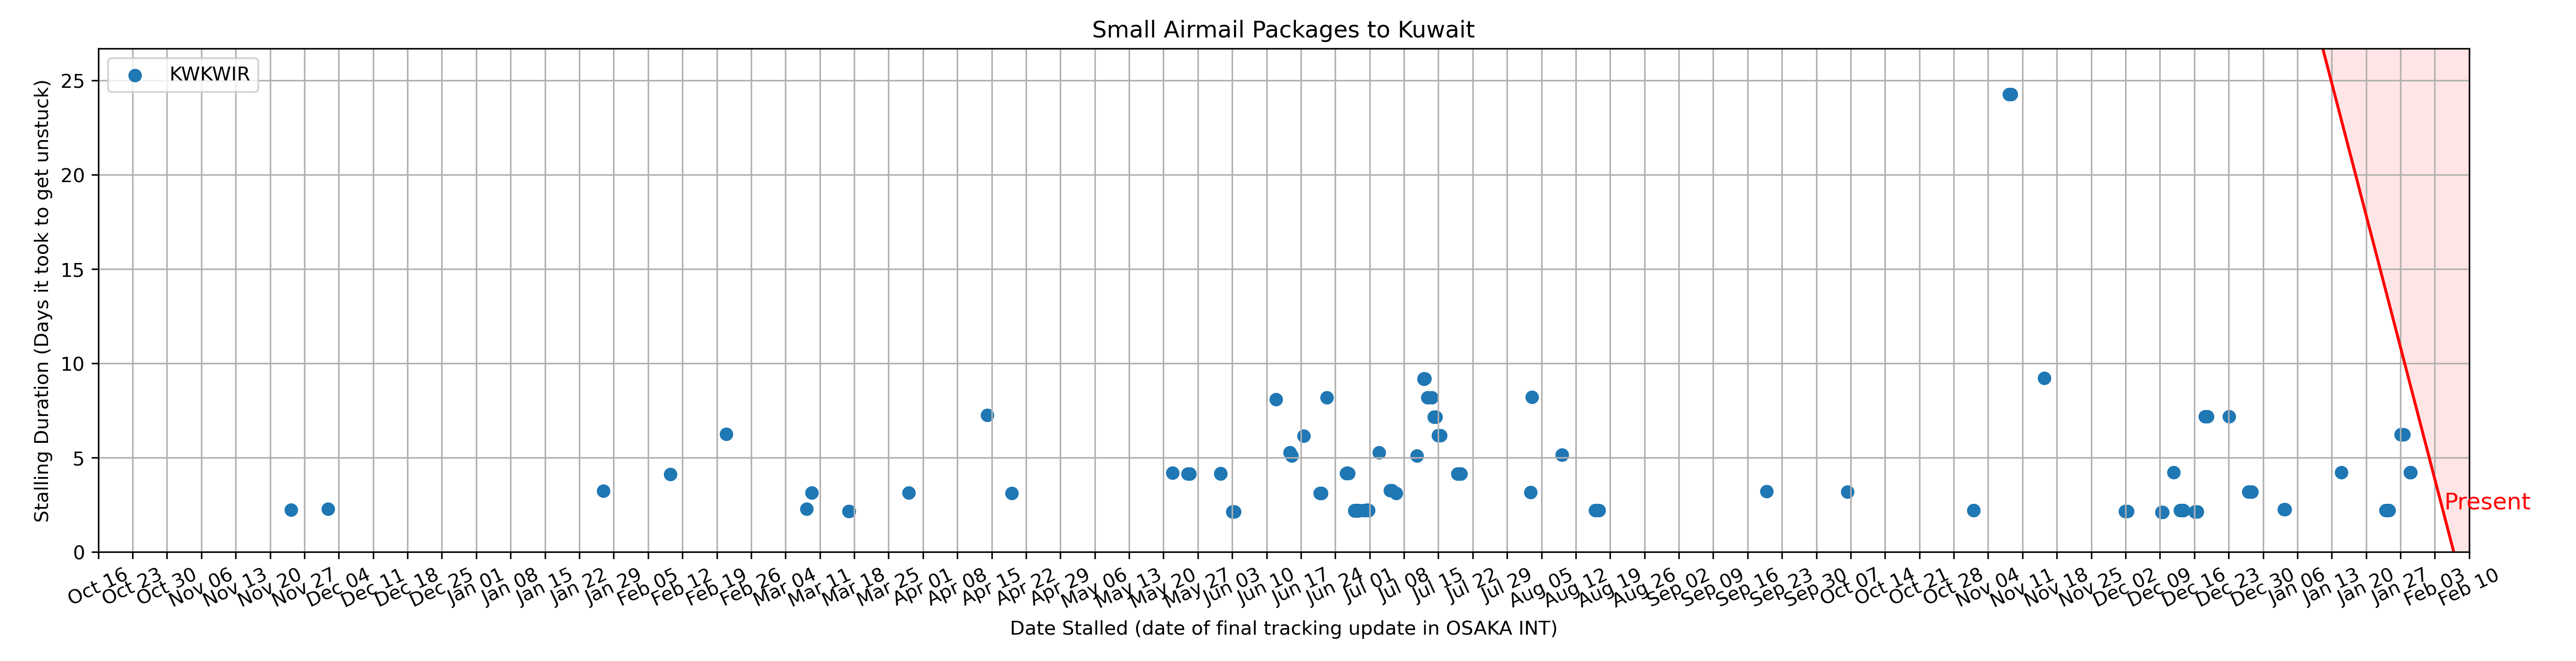 Small Airmail Packages to Kuwait
KWKWIR
Stalling Duration (Days it took to get unstuck)
25
20
15
10
5
0
Present
Oct 16 Oct 23 Oct 30 Nov 06 Nov 13 Nov 20 Nov 27 Dec 04 Dec 11 Dec 18 Dec 25 Jan 01 Jan 08 Jan 15 Jan 22 Jan 29 Feb 05 Feb 12 Feb 19 Feb 26 Mar 04 Mar 11 Mar 18 Mar 25 Apr 01 Apr 08 Apr 15 Apr 22 Apr 29 May 06 May 13 May 20 May 27 Jun 03 Jun 10 Jun 17 Jun 24 Jul 01 Jul 08 Jul 15 Jul 22 Jul 29 Aug 05 Aug 12 Aug 19 Aug 26 Sep 02 Sep 09 Sep 16 Sep 23 Sep 30 Oct 07 Oct 14 Oct 21 Oct 28 Nov 04 Nov 11 Nov 18 Nov 25 Dec 02 Dec 09 Dec 16 Dec 23 Dec 30 Jan 06 Jan 13 Jan 20 Jan 27 Feb 03 Feb 10
Date Stalled (date of final tracking update in OSAKA INT)